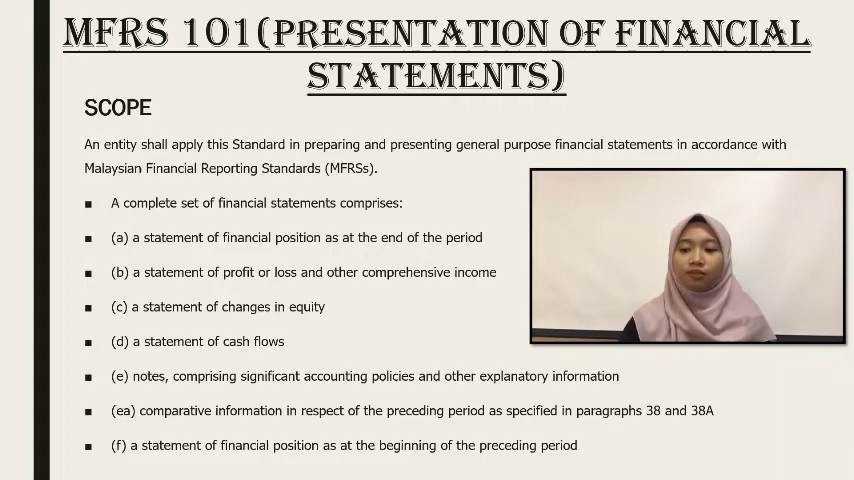 MFRS 101(PRESENTATION OF FINANCIAL
STATEMENTS)
SCOPE
An entity shall apply this Standard in preparing and presenting general purpose financial statements in accordance with
Malaysian Financial Reporting Standards (MFRSs).
■ A complete set of financial statements comprises:
■ (a) a statement of financial position as at the end of the period
■ (b) a statement of profit or loss and other comprehensive income
■ (c) a statement of changes in equity
■ (d) a statement of cash flows
■ (e) notes, comprising significant accounting policies and other explanatory information
■ (ea) comparative information in respect of the preceding period as specified in paragraphs 38 and 38A
■ (f) a statement of financial position as at the beginning of the preceding period